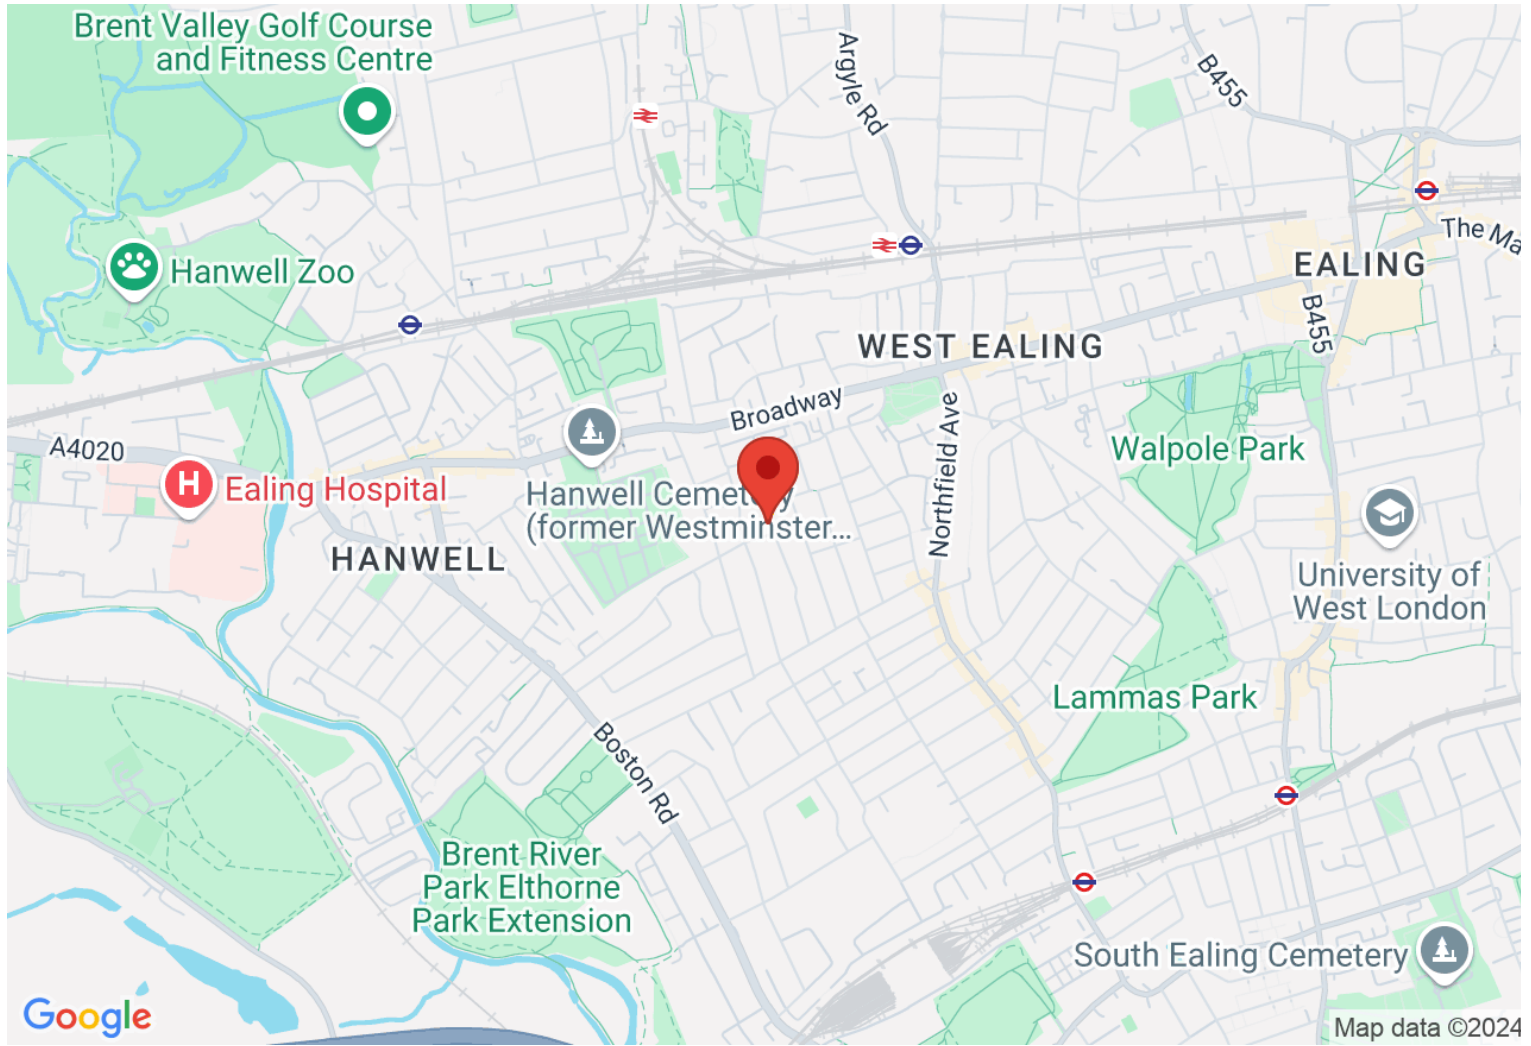 Brent Valley Golf Course
and Fitness Centre
Argyle Rd
B455
The Ma
Hanwell Zoo
EALING
B455
WEST EALING
Broadway
A4020
Walpole Park
Northfield Ave
H
Ealing Hospital
Hanwell Cemetery
(former Westminster...
HANWELL
University of
West London
Lammas Park
Boston Rd
Brent River
Park Elthorne
Park Extension
South Ealing Cemetery
Google
Map data ©2024